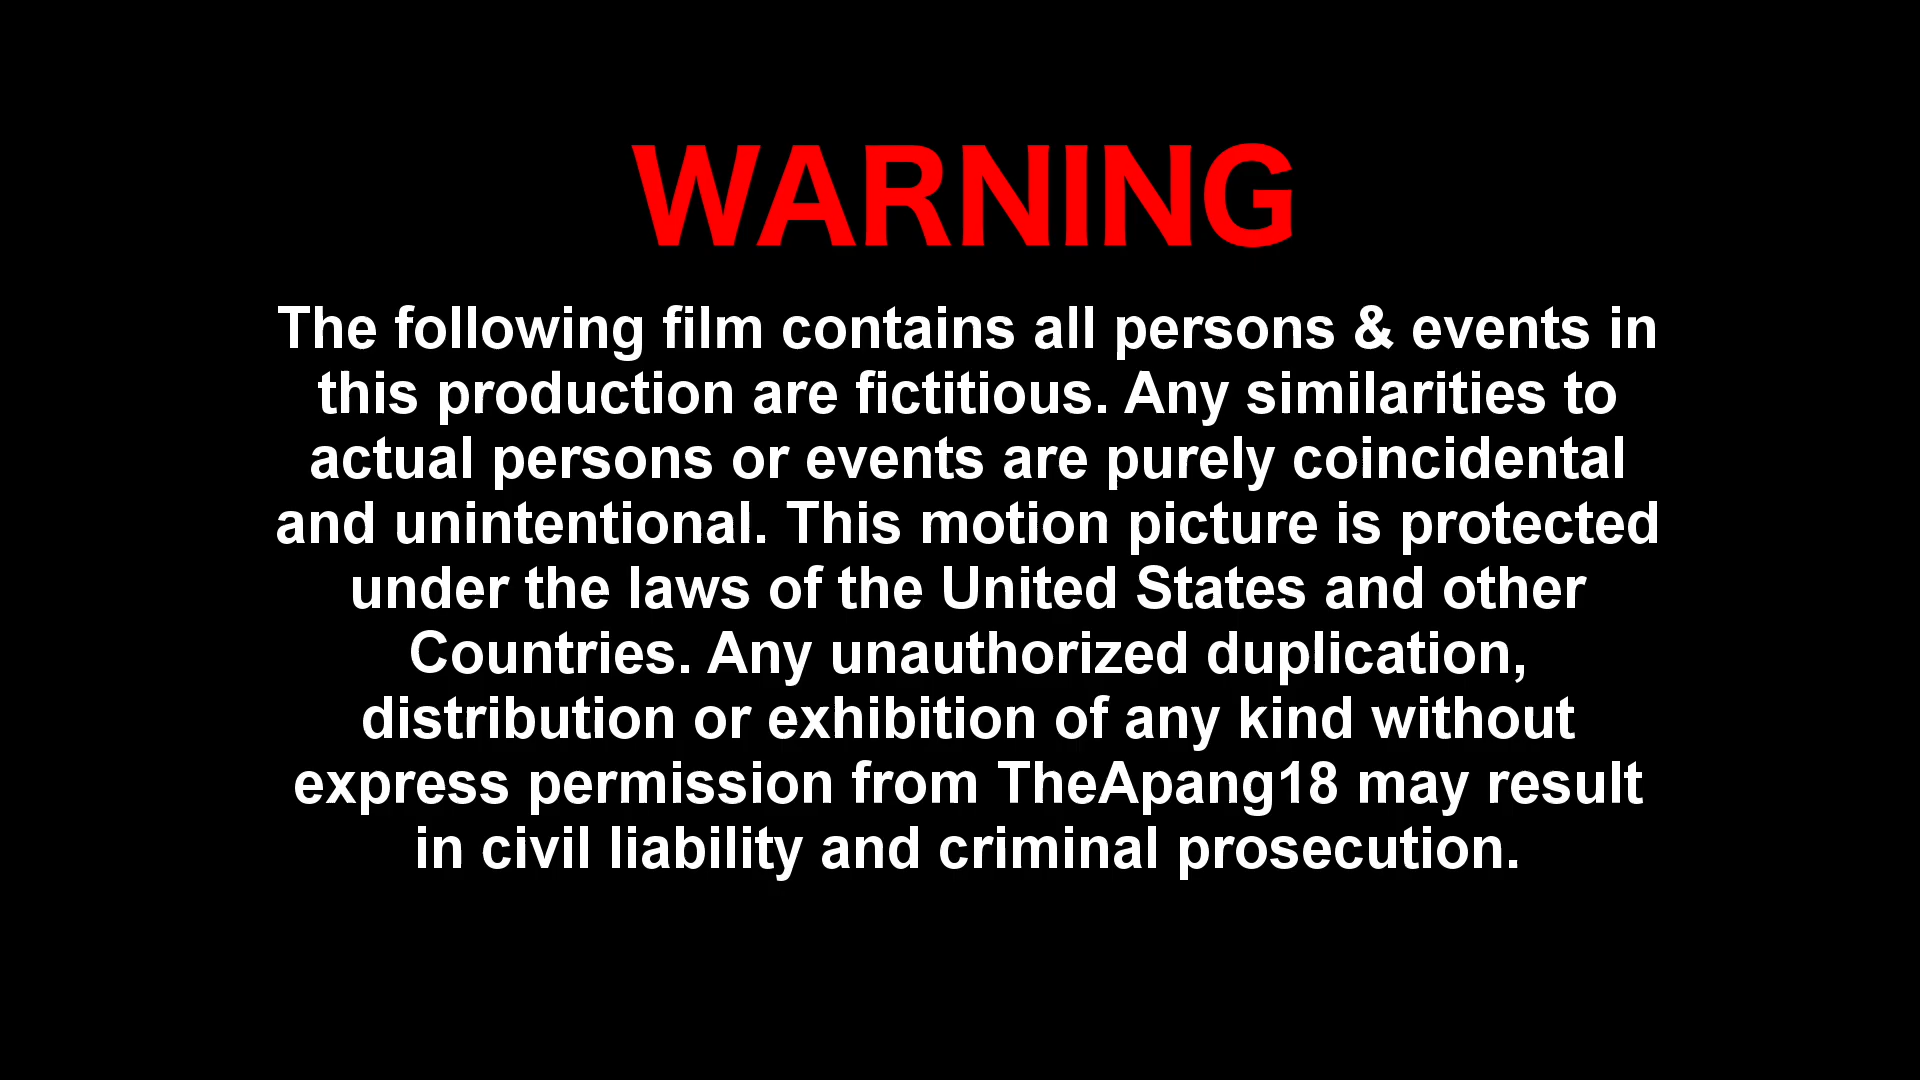 WARNING
The following film contains all persons & events in
this production are fictitious. Any similarities to
actual persons or events are purely coincidental
and unintentional. This motion picture is protected
under the laws of the United States and other
Countries. Any unauthorized duplication,
distribution or exhibition of any kind without
express permission from TheApang18 may result
in civil liability and criminal prosecution.